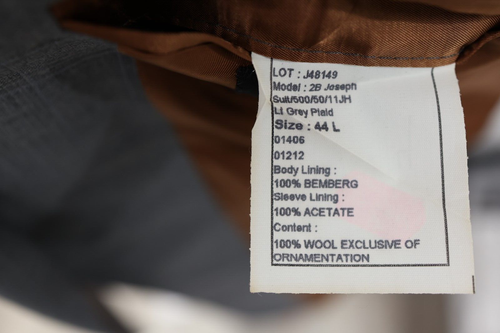 LOT : J48149
Model : 2B Joseph
Suit/500/50/11JH
Lt Grey Plaid
Size : 44 L
01406
01212
Body Lining :
100% BEMBERG
Sleeve Lining :
100% ACETATE
Content :
100% WOOL EXCLUSIVE OF
ORNAMENTATION